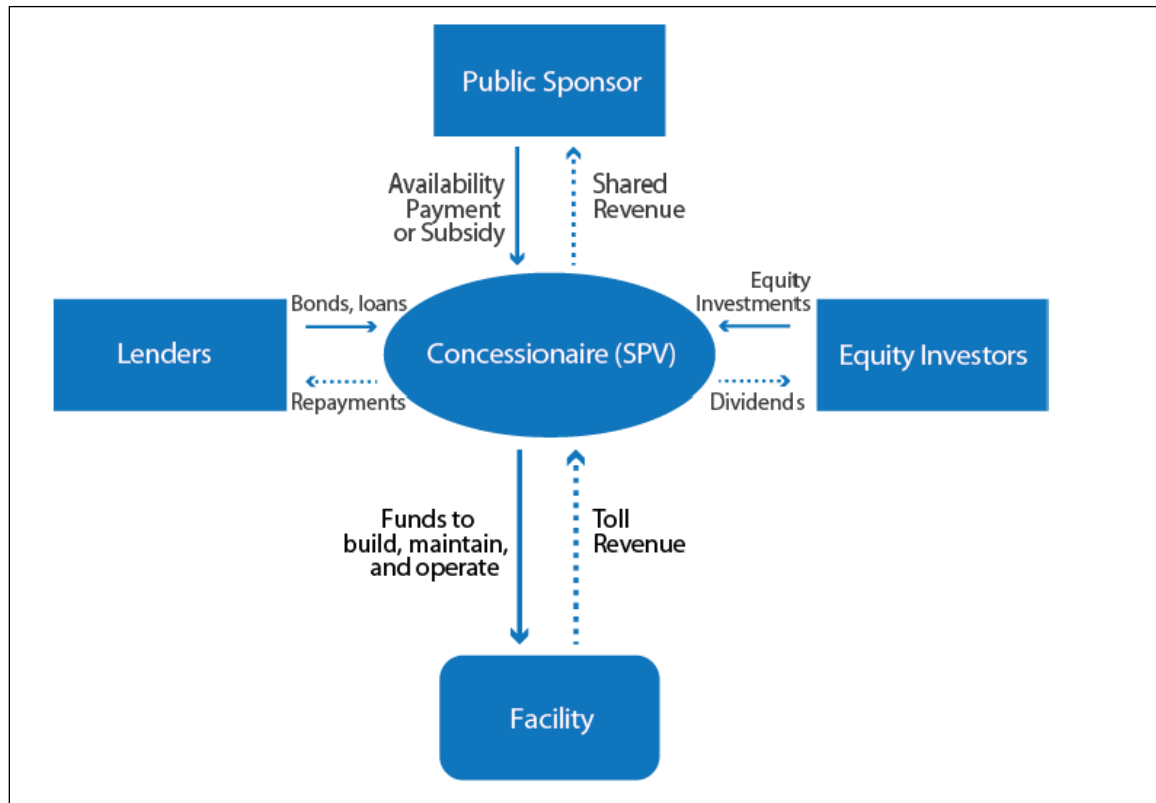 Public Sponsor
Availability
Payment
or Subsidy
Shared
Revenue
Bonds, loans
Equity
Investments
Lenders
Concessionaire (SPV)
Equity Investors
Repayments
Dividends
Funds to
build, maintain,
and operate
Toll
Revenue
Facility